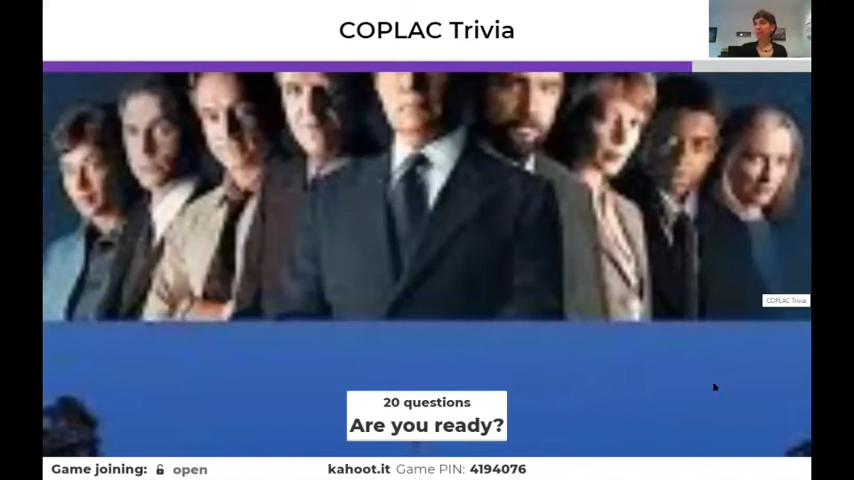 COPLAC Trivia
COPLAC Trivia
20 questions
Are you ready?
Game joining: open
kahoot.it Game PIN: 4194076